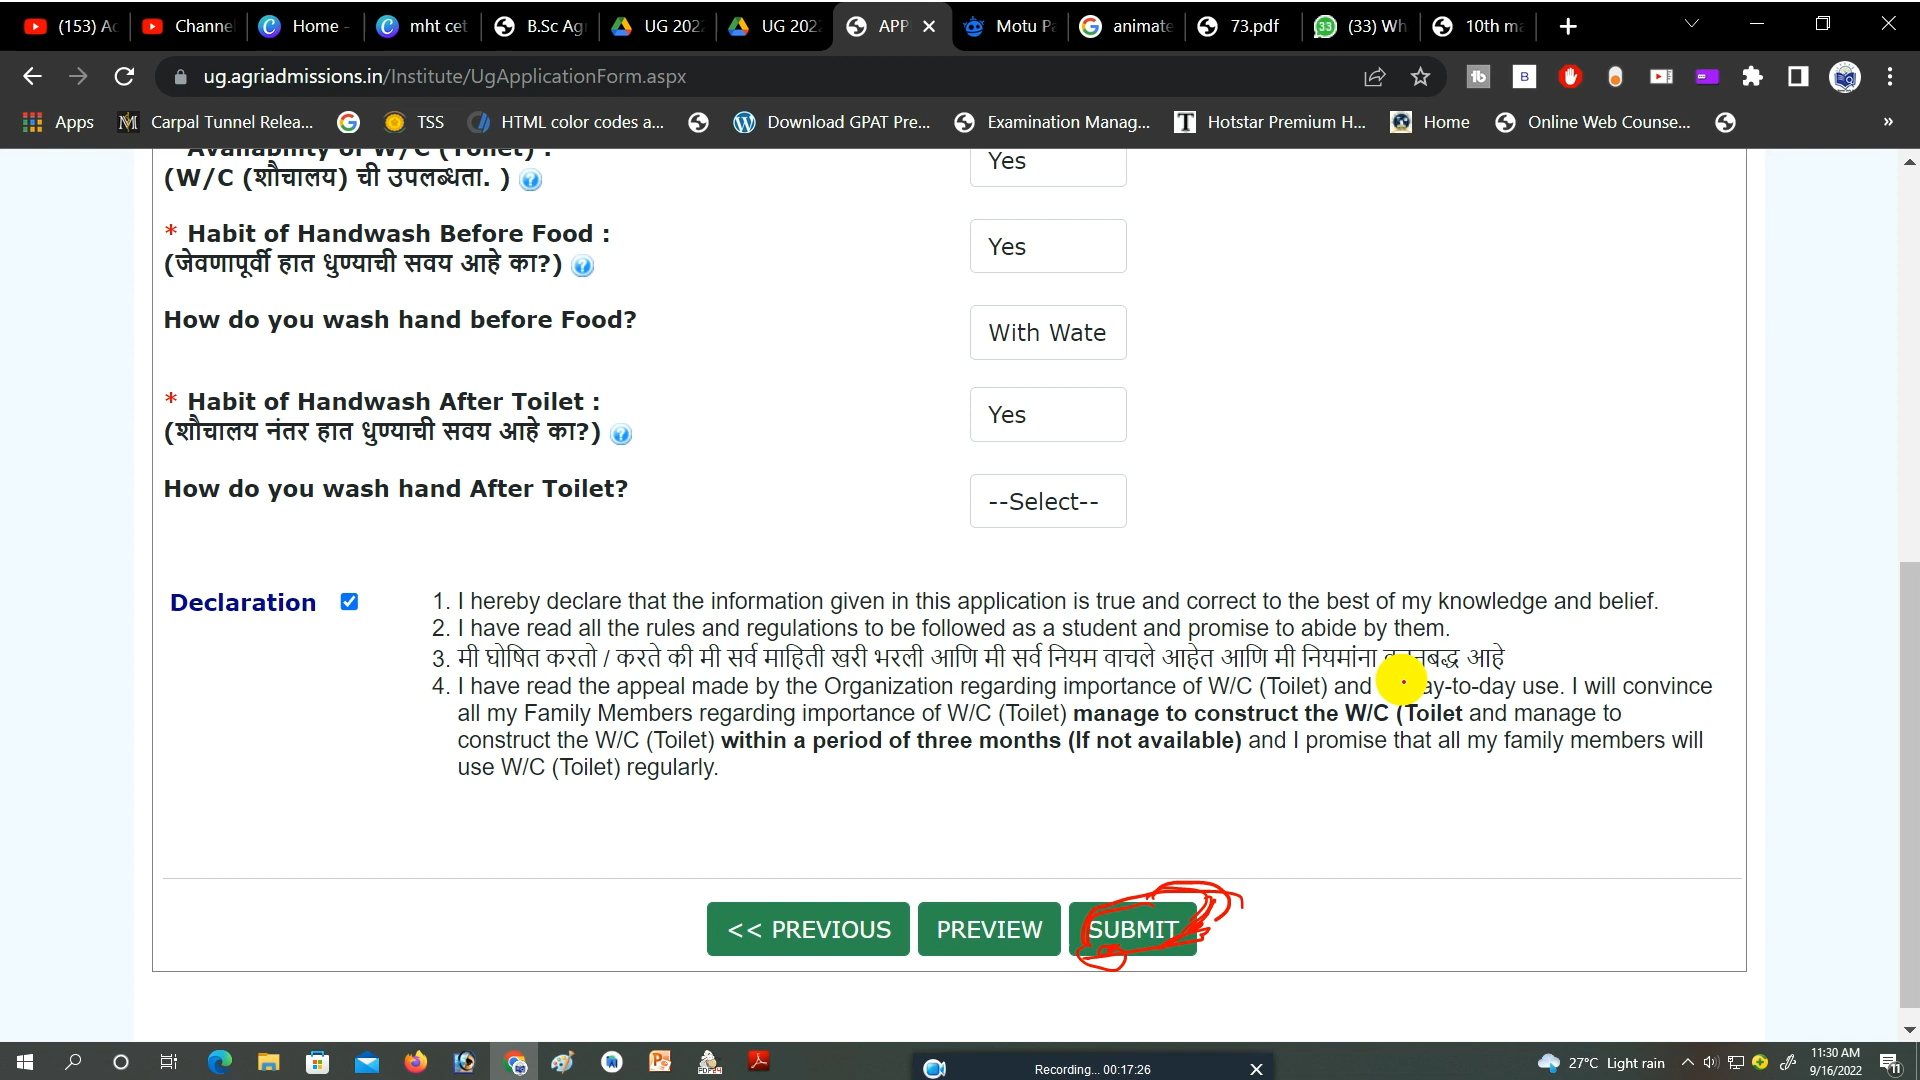 (153) Ac
Channe
Home -
mht cet
B.Sc Agr
UG 202
UG 202
APP
Motu Pa
animate
73.pdf
(33) Wh
10th ma
ug.agriadmissions.in/Institute/UgApplicationForm.aspx
Apps
Carpal Tunnel Relea...
TSS
HTML color codes a...
Download GPAT Pre...
Examination Manag...
Hotstar Premium H...
Home
Online Web Counse...
»
Availability of W/C (Toilet) :
(W/C (शौचालय) ची उपलब्धता. )
Yes
* Habit of Handwash Before Food :
(जेवणापूर्वी हात धुण्याची सवय आहे का?)
Yes
How do you wash hand before Food?
With Wate
* Habit of Handwash After Toilet :
(शौचालय नंतर हात धुण्याची सवय आहे का?)
Yes
How do you wash hand After Toilet?
--Select--
Declaration
1. I hereby declare that the information given in this application is true and correct to the best of my knowledge and belief.
2. I have read all the rules and regulations to be followed as a student and promise to abide by them.
3. मी घोषित करतो / करते की मी सर्व माहिती खरी भरली आणि मी सर्व नियम वाचले आहेत आणि मी नियमांना आहे
4. I have read the appeal made by the Organization regarding importance of W/C (Toilet) and ay-to-day use. I will convince
all my Family Members regarding importance of W/C (Toilet) manage to construct the W/C (Toilet and manage to
construct the W/C (Toilet) within a period of three months (If not available) and I promise that all my family members will
use W/C (Toilet) regularly.
<< PREVIOUS
PREVIEW
SUBMIT
Recording... 00:17:26
27°C Light rain
11:30 AM
9/16/2022
11